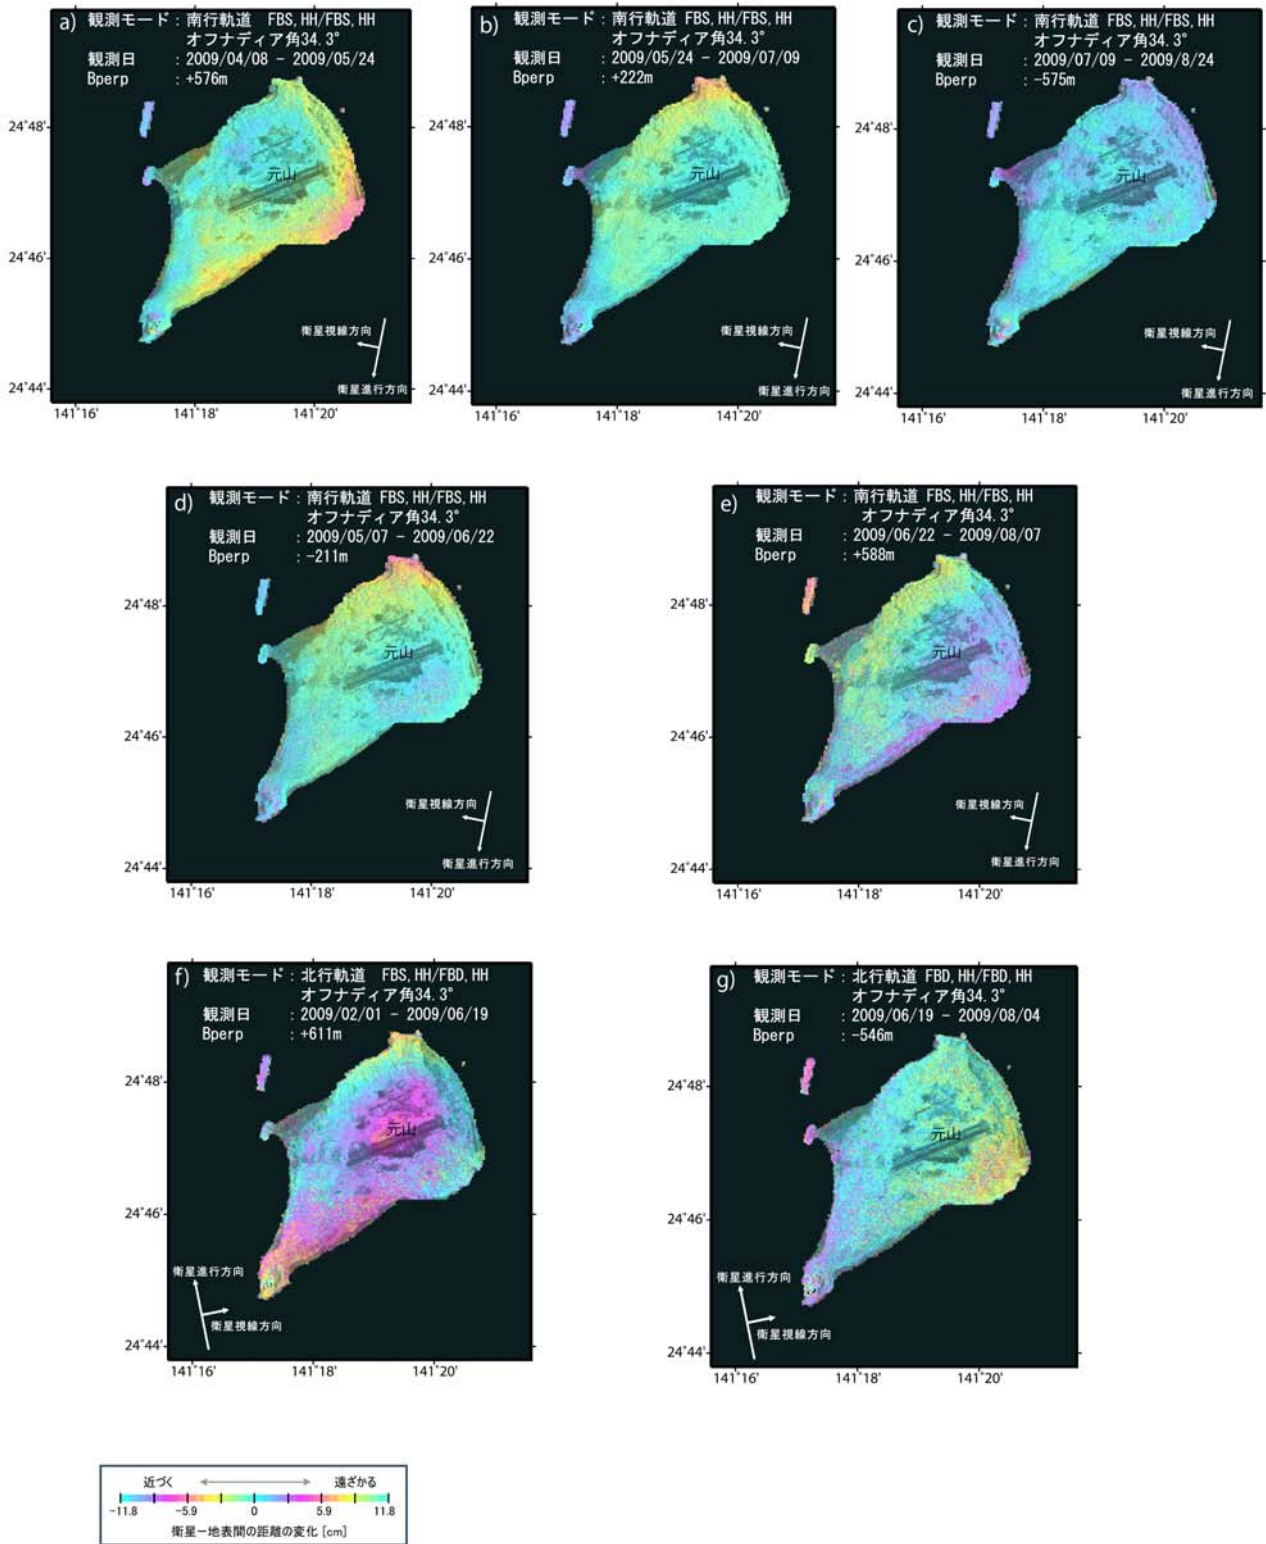 a) 観測モード : 南行軌道 FBS, HH/FBS, HH
オフナディア角34.3°
観測日 : 2009/04/08 - 2009/05/24
Bperp : +576m
24°48'
元山
24°46'
衛星視線方向
24°44'
衛星進行方向
141°16' 141°18' 141°20'
b) 観測モード : 南行軌道 FBS, HH/FBS, HH
オフナディア角34.3°
観測日 : 2009/05/24 - 2009/07/09
Bperp : +222m
24°48'
元山
24°46'
衛星視線方向
24°44'
衛星進行方向
141°16' 141°18' 141°20'
c) 観測モード : 南行軌道 FBS, HH/FBS, HH
オフナディア角34.3°
観測日 : 2009/07/09 - 2009/8/24
Bperp : -575m
24°48'
元山
24°46'
衛星視線方向
24°44'
衛星進行方向
141°16' 141°18' 141°20'
d) 観測モード : 南行軌道 FBS, HH/FBS, HH
オフナディア角34.3°
観測日 : 2009/05/07 - 2009/06/22
Bperp : -211m
24°48'
元山
24°46'
衛星視線方向
24°44'
衛星進行方向
141°16' 141°18' 141°20'
e) 観測モード : 南行軌道 FBS, HH/FBS, HH
オフナディア角34.3°
観測日 : 2009/06/22 - 2009/08/07
Bperp : +588m
24°48'
元山
24°46'
衛星視線方向
24°44'
衛星進行方向
141°16' 141°18' 141°20'
f) 観測モード : 北行軌道 FBS, HH/FBD, HH
オフナディア角34.3°
観測日 : 2009/02/01 - 2009/06/19
Bperp : +611m
24°48'
元山
24°46'
衛星進行方向
衛星視線方向
24°44'
141°16' 141°18' 141°20'
g) 観測モード : 北行軌道 FBD, HH/FBD, HH
オフナディア角34.3°
観測日 : 2009/06/19 - 2009/08/04
Bperp : -546m
24°48'
元山
24°46'
衛星進行方向
衛星視線方向
24°44'
141°16' 141°18' 141°20'
近づく 遠ざかる
-11.8 -5.9 0 5.9 11.8
衛星ー地表間の距離の変化 [cm]